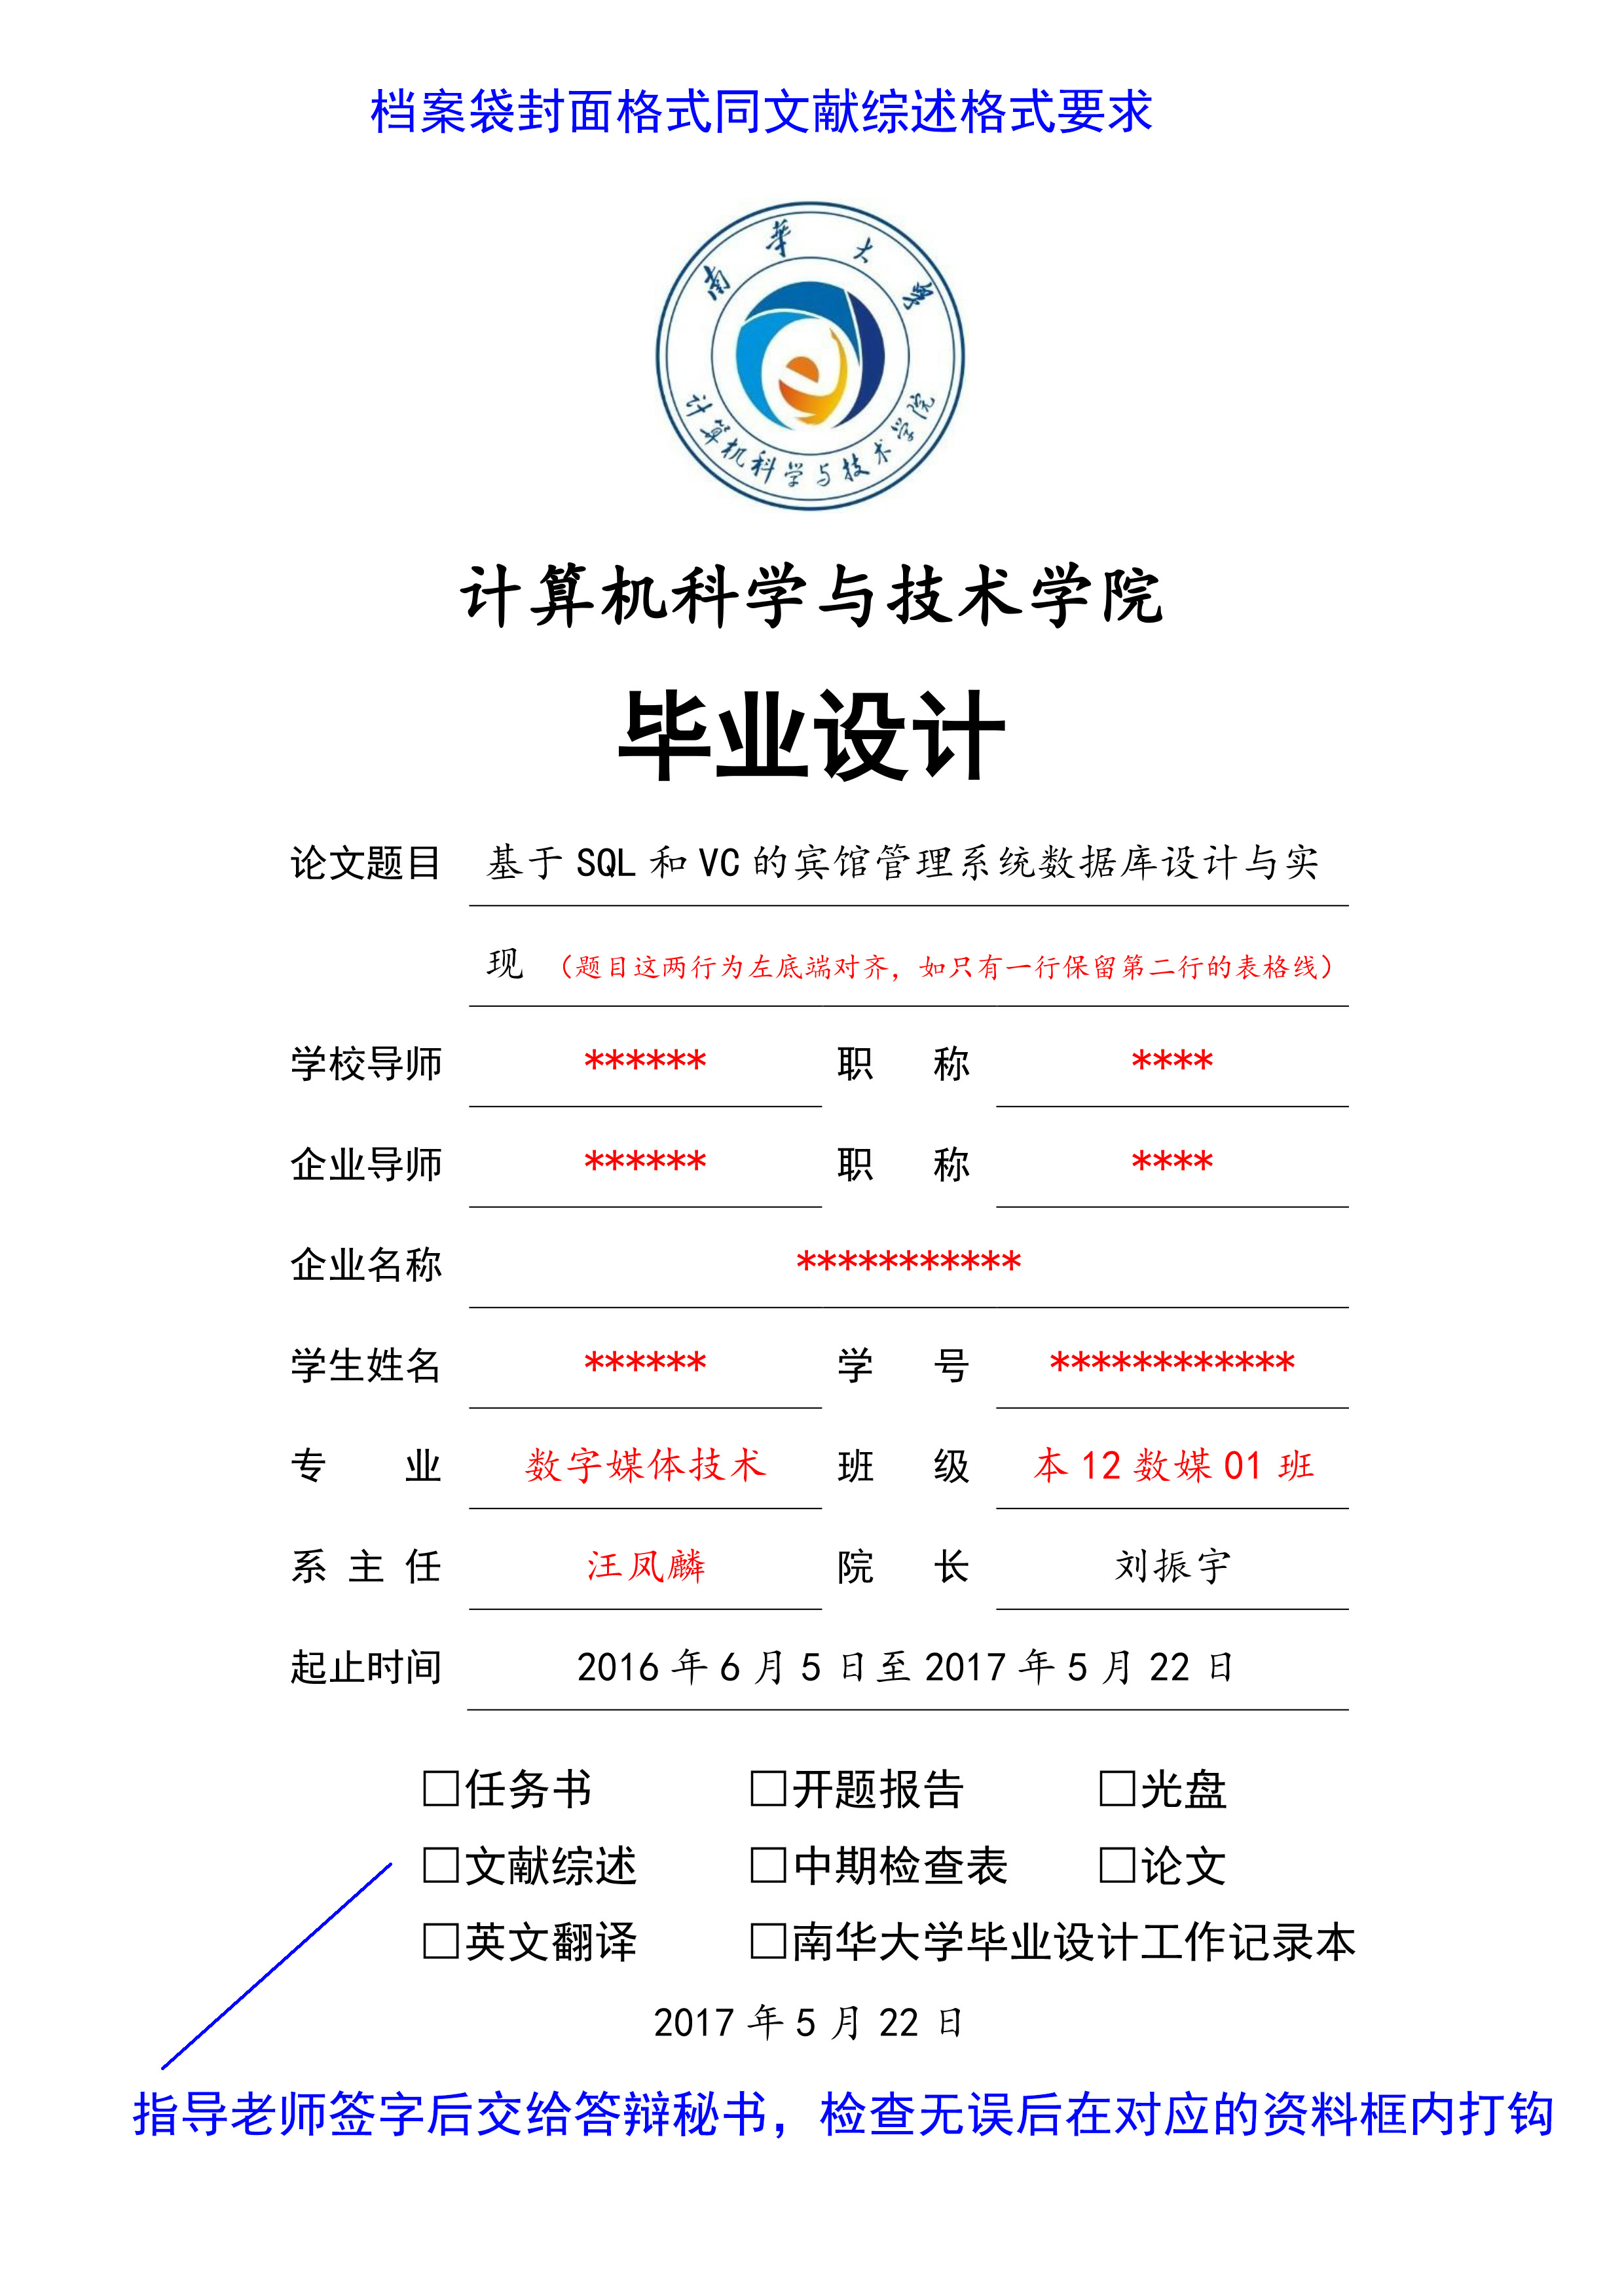 档案袋封面格式同文献综述格式要求
南华大学
计算机科学与技术学院
计算机科学与技术学院
毕业设计
论文题目 基于 SQL 和 VC 的宾馆管理系统数据库设计与实
现 （题目这两行为左底端对齐，如只有一行保留第二行的表格线）
学校导师 ****** 职 称 ****
企业导师 ****** 职 称 ****
企业名称 ***********
学生姓名 ****** 学 号 ************
专 业 数字媒体技术 班 级 本 12 数媒 01 班
系 主 任 汪凤麟 院 长 刘振宇
起止时间 2016 年 6 月 5 日至 2017 年 5 月 22 日
□任务书 □开题报告 □光盘
□文献综述 □中期检查表 □论文
□英文翻译 □南华大学毕业设计工作记录本
2017 年 5 月 22 日
指导老师签字后交给答辩秘书，检查无误后在对应的资料框内打钩